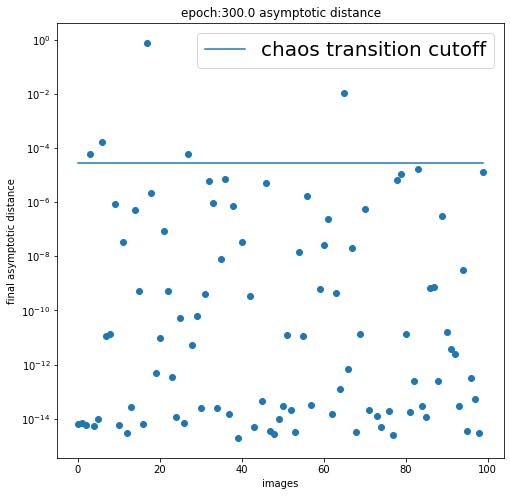 epoch:300.0 asymptotic distance
chaos transition cutoff
final asymptotic distance
10^0
10^-2
10^-4
10^-6
10^-8
10^-10
10^-12
10^-14
0 20 40 60 80 100
images